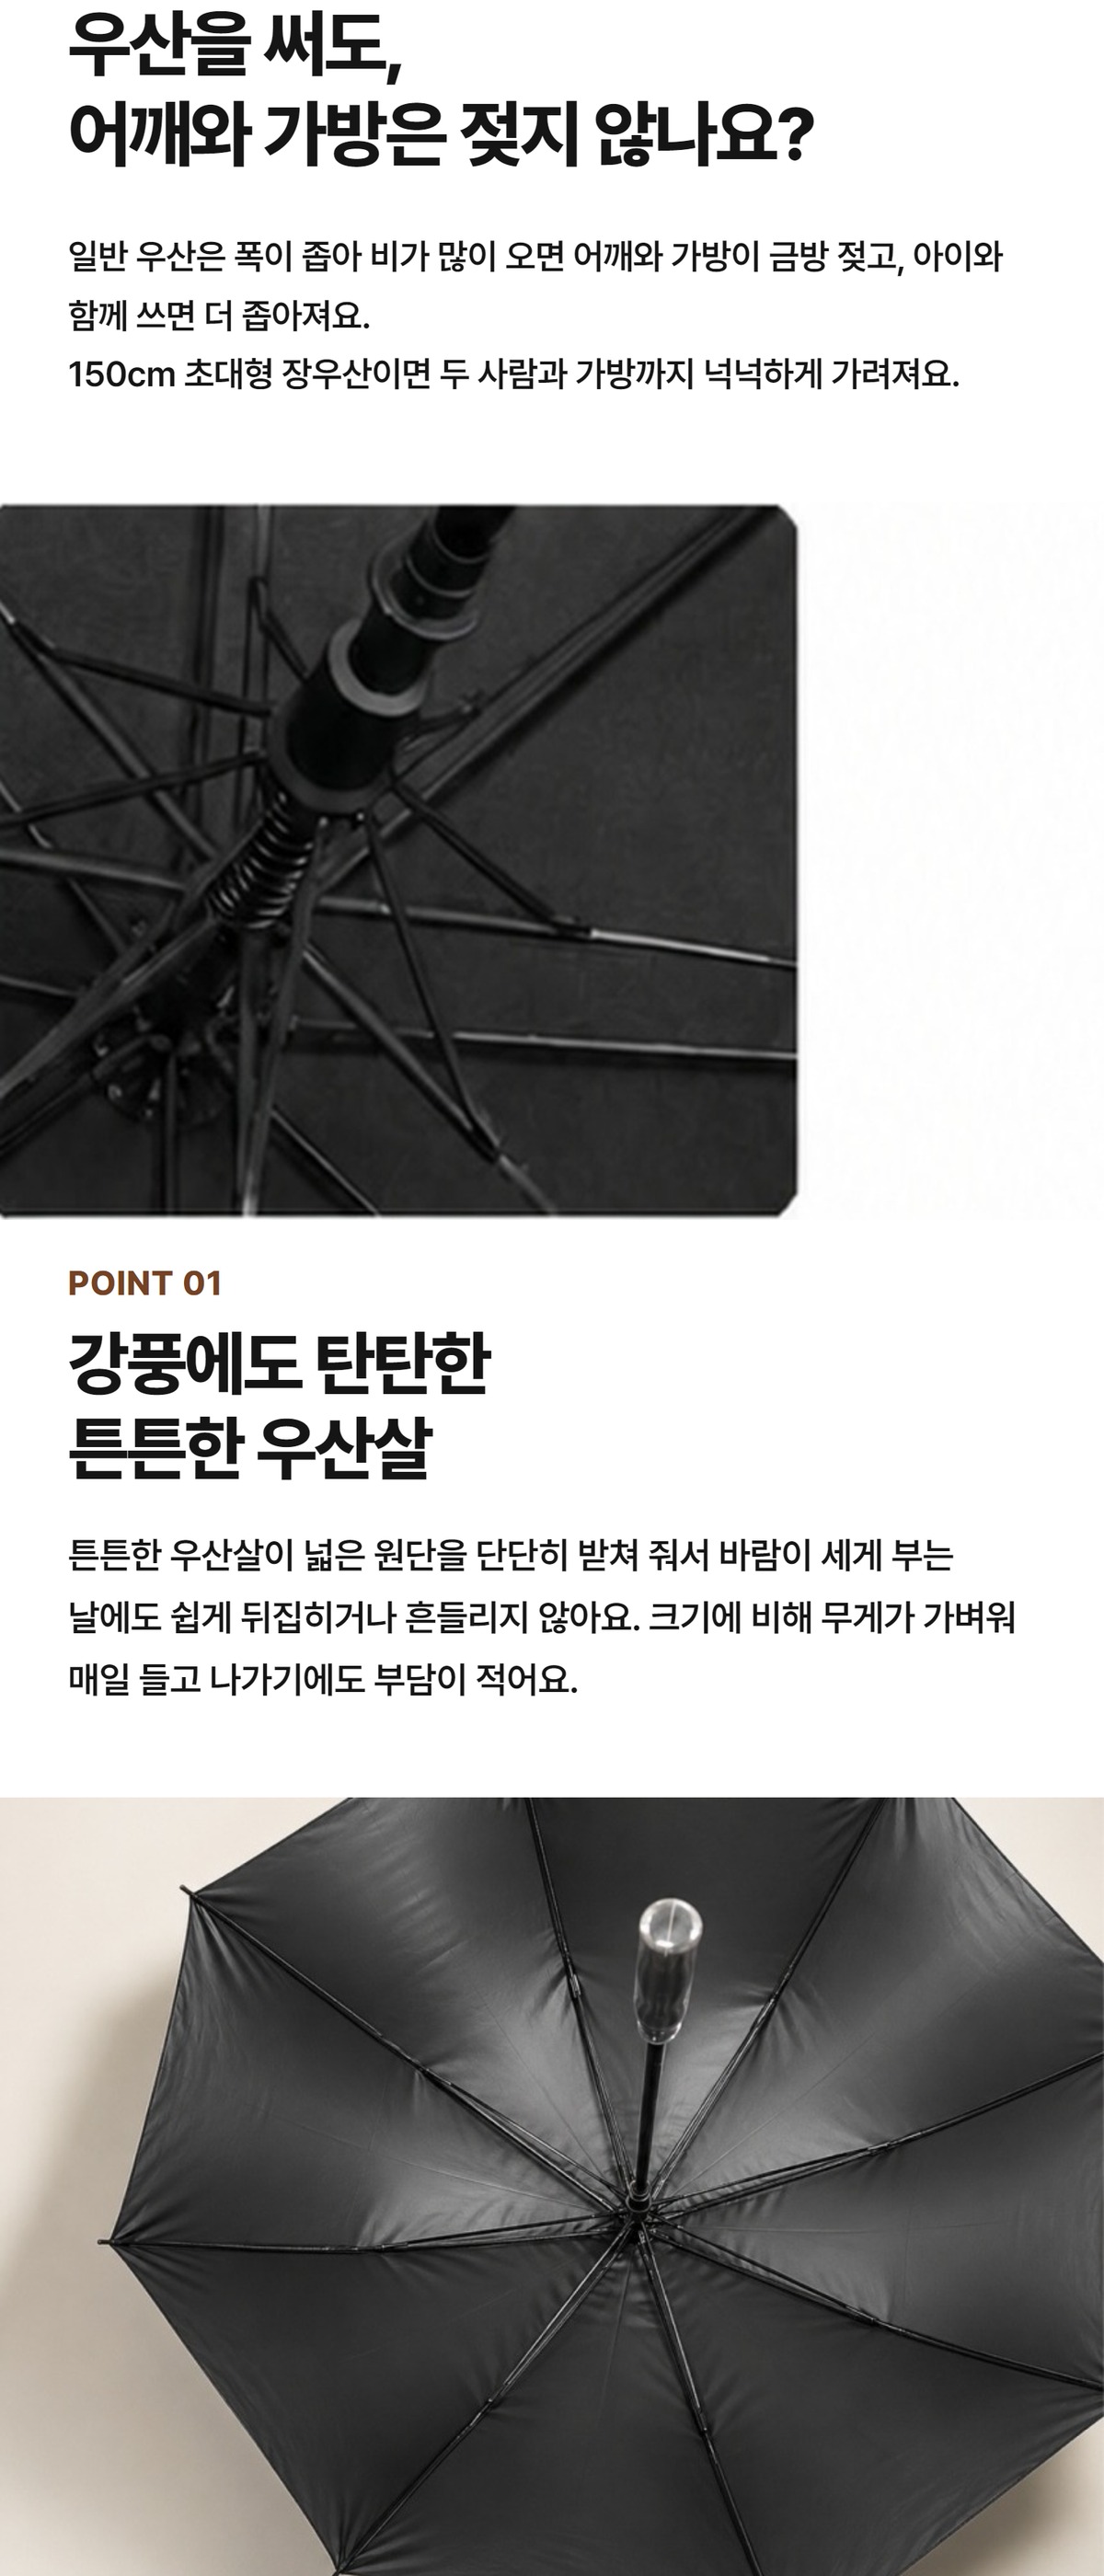 우산을 써도,
어깨와 가방은 젖지 않나요?
일반 우산은 폭이 좁아 비가 많이 오면 어깨와 가방이 금방 젖고, 아이와
함께 쓰면 더 좁아져요.
150cm 초대형 장우산이면 두 사람과 가방까지 넉넉하게 가려져요.
POINT 01
강풍에도 탄탄한
튼튼한 우산살
튼튼한 우산살이 넓은 원단을 단단히 받쳐 줘서 바람이 세게 부는
날에도 쉽게 뒤집히거나 흔들리지 않아요. 크기에 비해 무게가 가벼워
매일 들고 나가기에도 부담이 적어요.